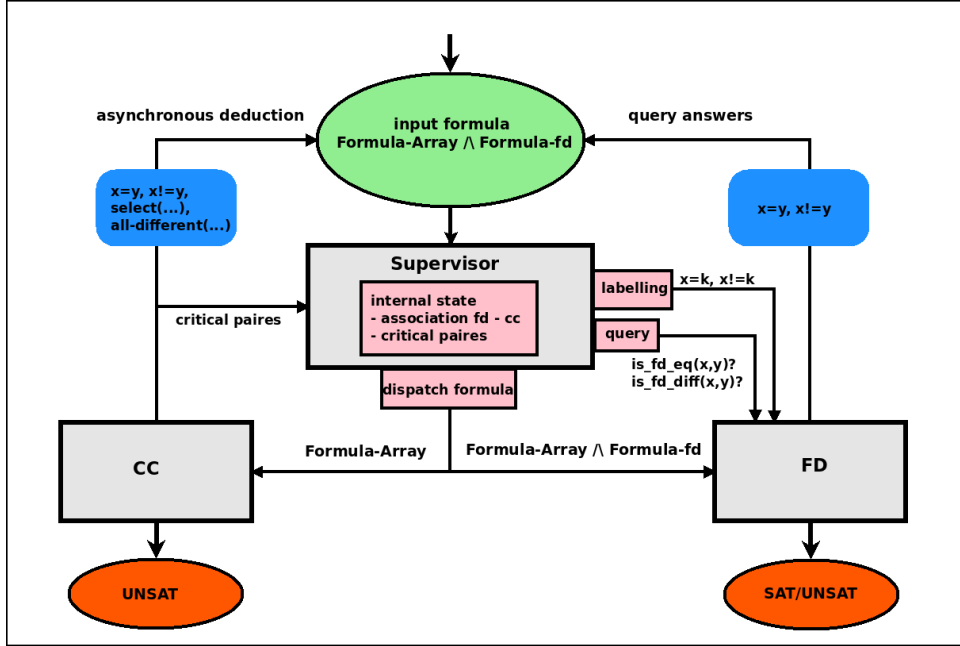 asynchronous deduction
query answers
input formula
Formula-Array /\ Formula-fd
x=y, x!=y,
select(...),
all-different(...)
x=y, x!=y
Supervisor
internal state
- association fd - cc
- critical paires
labelling
x=k, x!=k
critical paires
query
is_fd_eq(x,y)?
is_fd_diff(x,y)?
dispatch formula
Formula-Array
Formula-Array /\ Formula-fd
CC
FD
UNSAT
SAT/UNSAT